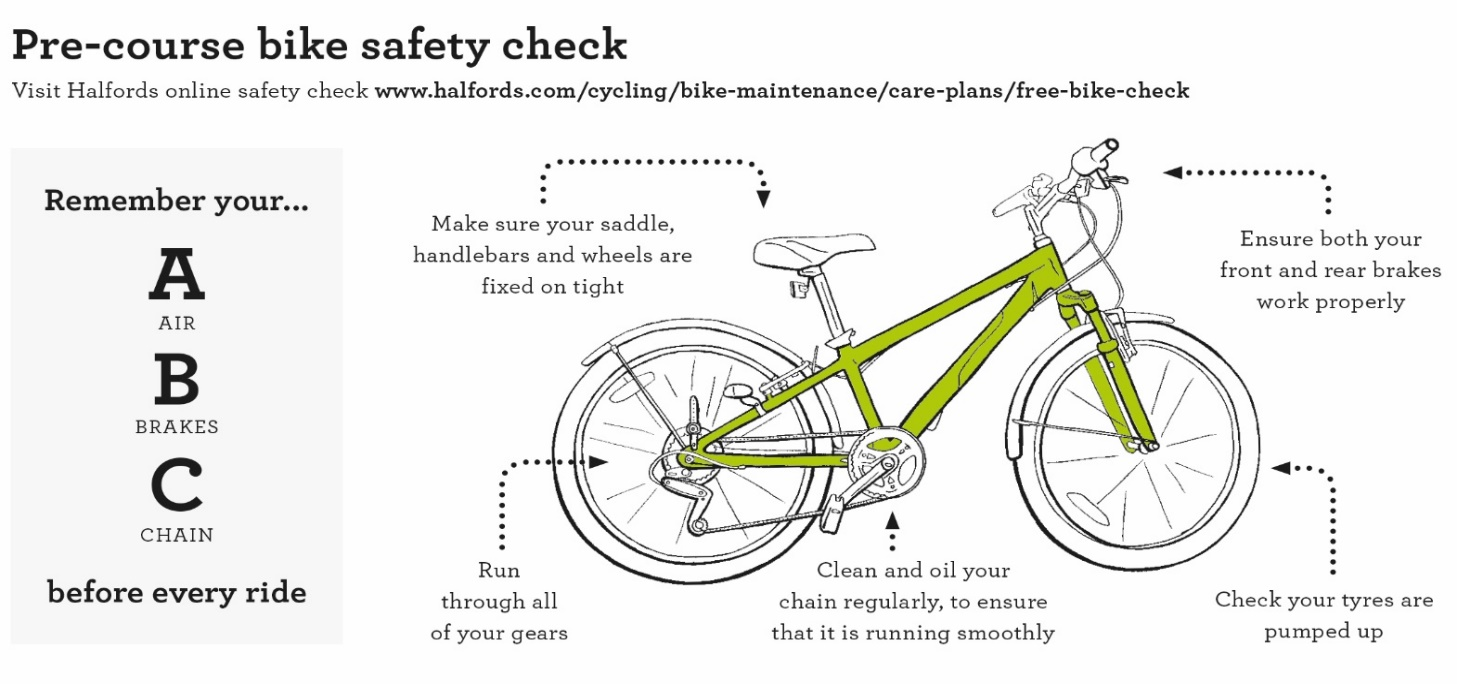 Pre-course bike safety check
Visit Halfords online safety check www.halfords.com/cycling/bike-maintenance/care-plans/free-bike-check
Remember your...
A
AIR
B
BRAKES
C
CHAIN
before every ride
Make sure your saddle,
handlebars and wheels are
fixed on tight
Ensure both your
front and rear brakes
work properly
Run
through all
of your gears
Clean and oil your
chain regularly, to ensure
that it is running smoothly
Check your tyres are
pumped up